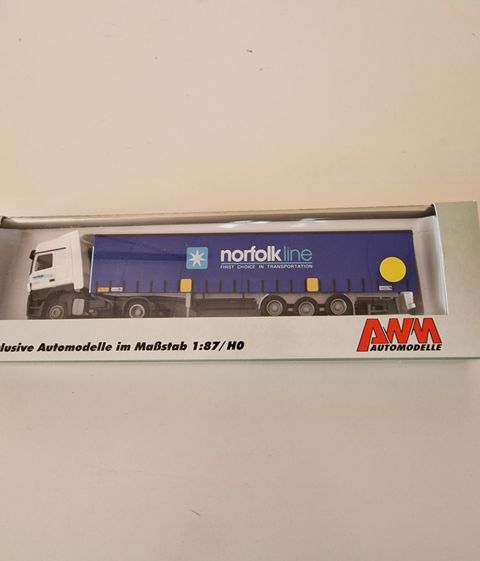 norfolkline
FIRST CHOICE IN TRANSPORTATION
lusive Automodelle im Maßstab 1:87/H0
AWM
AUTOMODELLE